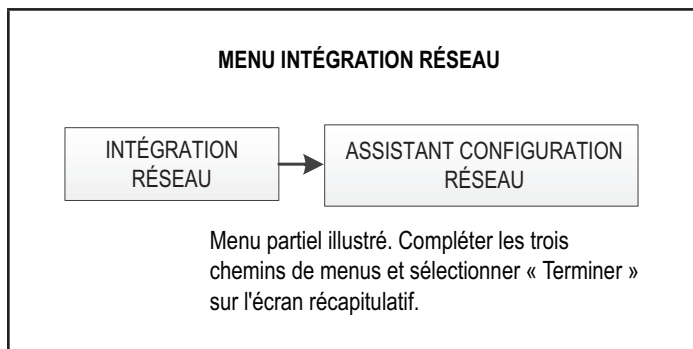 MENU INTÉGRATION RÉSEAU
INTÉGRATION
RÉSEAU
ASSISTANT CONFIGURATION
RÉSEAU
Menu partiel illustré. Compléter les trois
chemins de menus et sélectionner « Terminer »
sur l'écran récapitulatif.